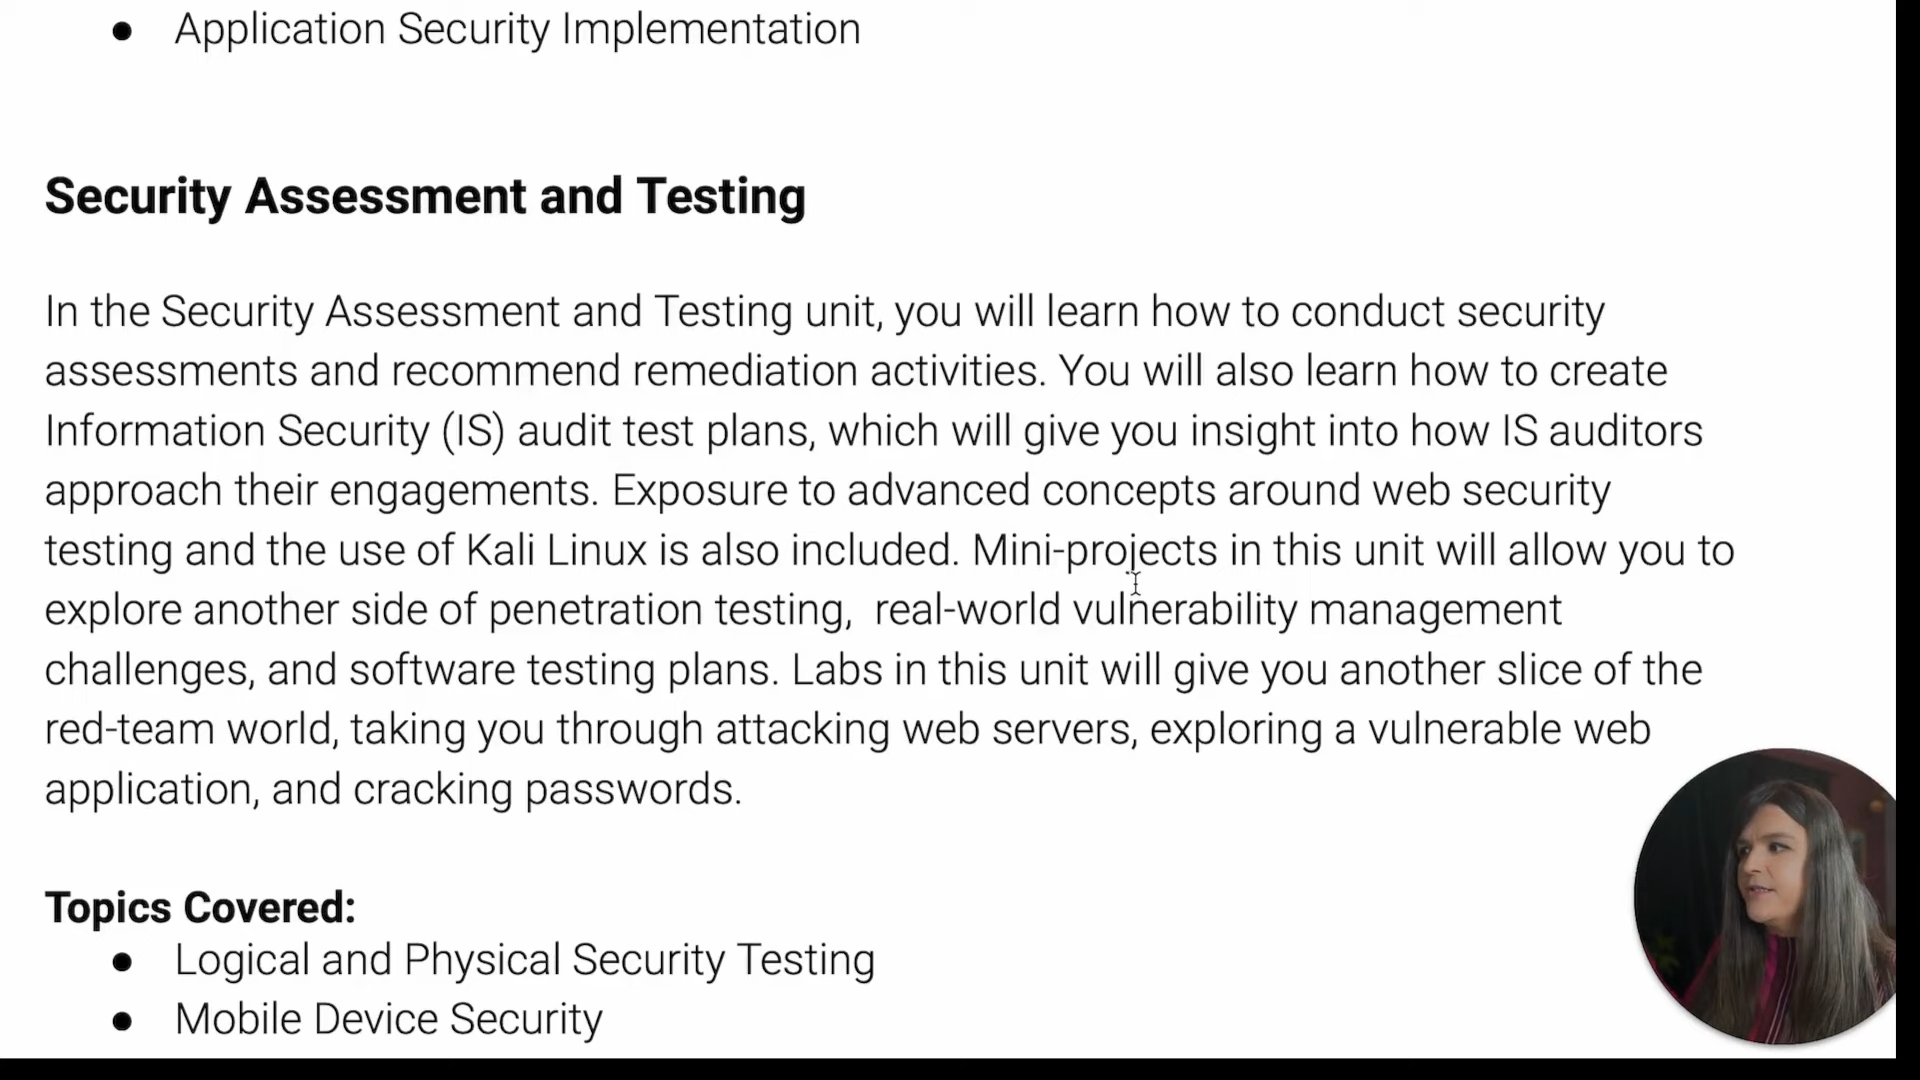 Application Security Implementation
Security Assessment and Testing
In the Security Assessment and Testing unit, you will learn how to conduct security
assessments and recommend remediation activities. You will also learn how to create
Information Security (IS) audit test plans, which will give you insight into how IS auditors
approach their engagements. Exposure to advanced concepts around web security
testing and the use of Kali Linux is also included. Mini-projects in this unit will allow you to
explore another side of penetration testing,  real-world vulnerability management
challenges, and software testing plans. Labs in this unit will give you another slice of the
red-team world, taking you through attacking web servers, exploring a vulnerable web
application, and cracking passwords.
Topics Covered:
Logical and Physical Security Testing
Mobile Device Security